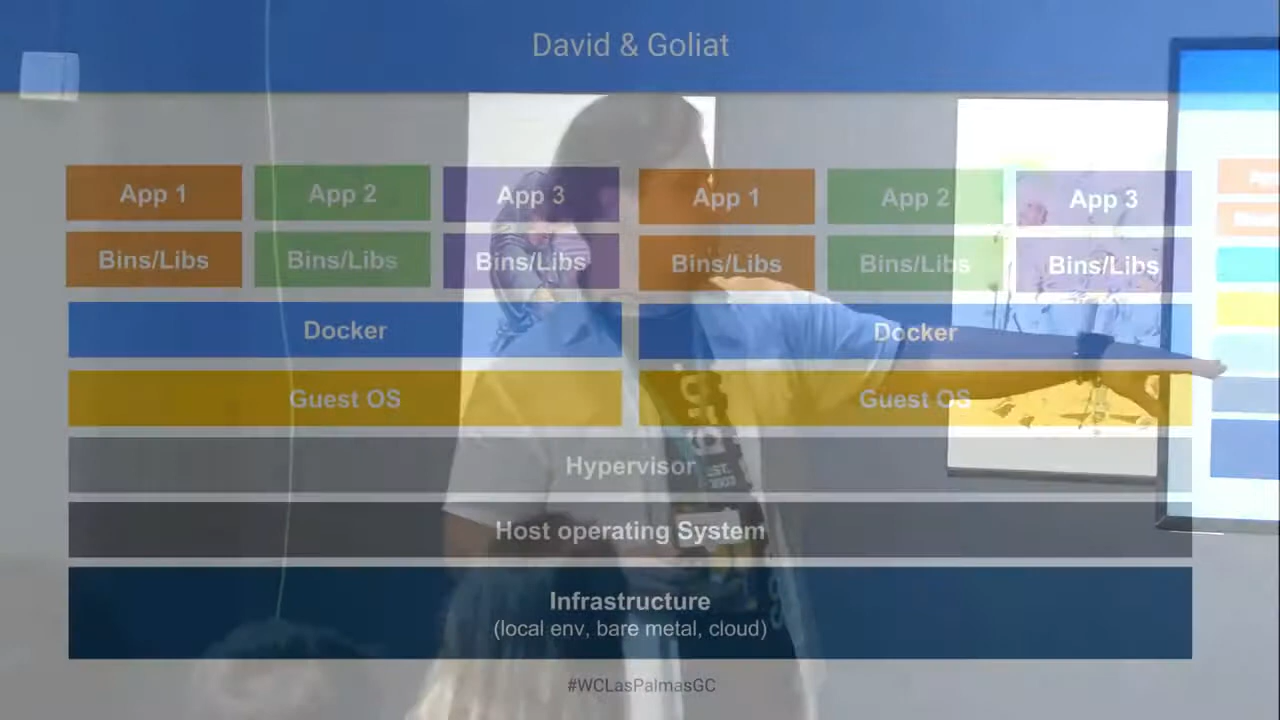 David & Goliat
App 1
App 2
App 3
App 1
App 2
App 3
Bins/Libs
Bins/Libs
Bins/Libs
Bins/Libs
Bins/Libs
Bins/Libs
Docker
Docker
Guest OS
Guest OS
Hypervisor
EST.
2003
Host operating System
Infrastructure
(local env, bare metal, cloud)
#WCLasPalmasGC